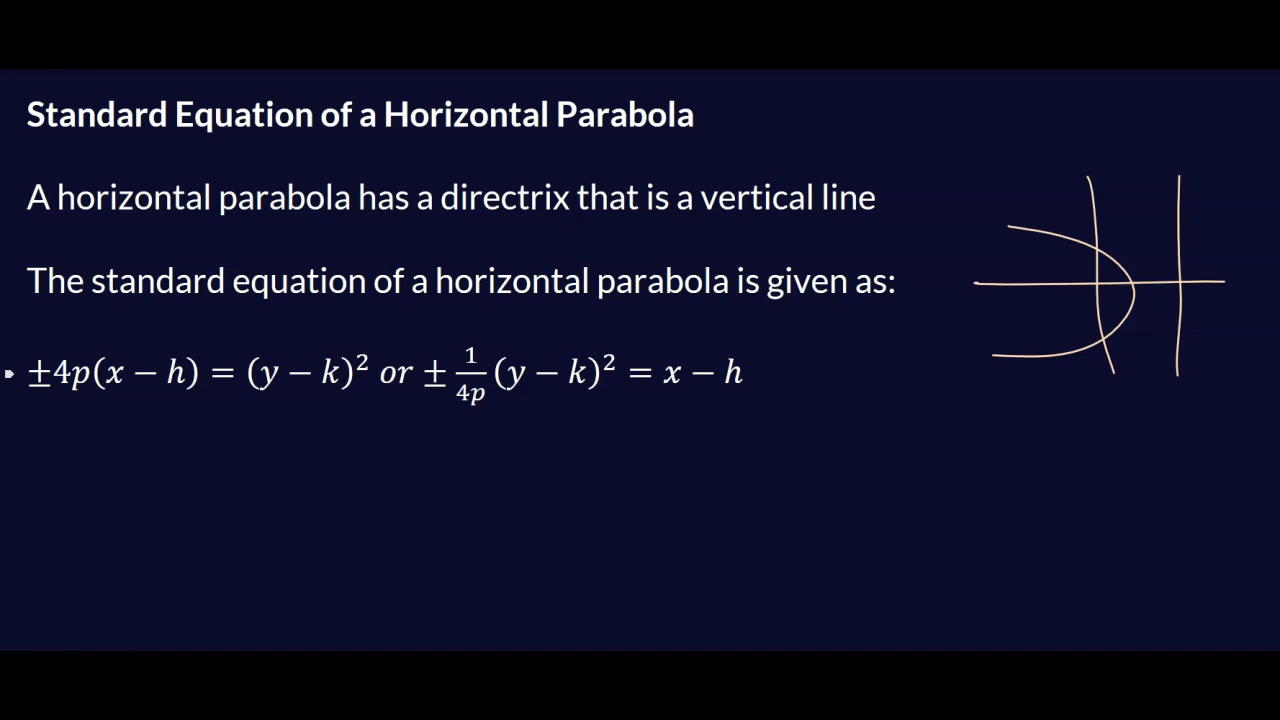 Standard Equation of a Horizontal Parabola
A horizontal parabola has a directrix that is a vertical line
The standard equation of a horizontal parabola is given as:
±4p(x − h) = (y − k)² or ± 1/4p (y − k)² = x − h